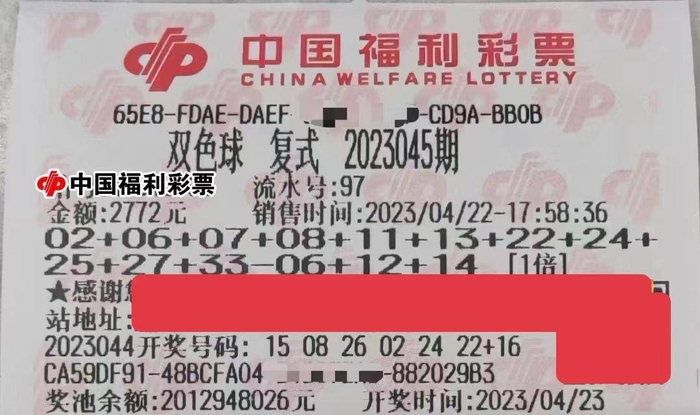 中国福利彩票
CHINA WELFARE LOTTERY
65E8-FDAE-DAEF -CD9A-BB0B
双色球 复式 2023045期
中国福利彩票 流水号:97
金额:2772元 销售时间:2023/04/22-17:58:36
02+06+07+08+11+13+22+24+
25+27+33-06+12+14 [1倍]
★感谢
站地址:
2023044开奖号码: 15 08 26 02 24 22+16
CA59DF91-48BCFA04 -882029B3
奖池余额:2012948026元 开奖时间:2023/04/23